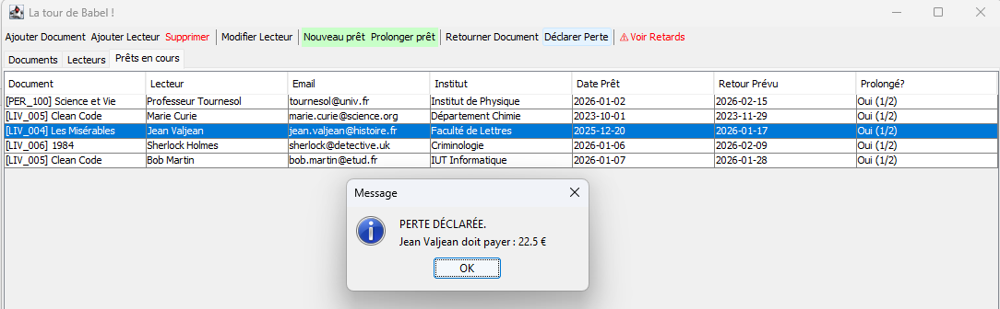 La tour de Babel !
Ajouter Document Ajouter Lecteur Supprimer Modifier Lecteur Nouveau prêt Prolonger prêt Retourner Document Déclarer Perte ⚠ Voir Retards
Documents Lecteurs Prêts en cours
Document Lecteur Email Institut Date Prêt Retour Prévu Prolongé?
[PER_100] Science et Vie Professeur Tournesol tournesol@univ.fr Institut de Physique 2026-01-02 2026-02-15 Oui (1/2)
[LIV_005] Clean Code Marie Curie marie.curie@science.org Département Chimie 2023-10-01 2023-11-29 Oui (1/2)
[LIV_004] Les Misérables Jean Valjean jean.valjean@histoire.fr Faculté de Lettres 2025-12-20 2026-01-17 Oui (1/2)
[LIV_006] 1984 Sherlock Holmes sherlock@detective.uk Criminologie 2026-01-06 2026-02-09 Oui (1/2)
[LIV_005] Clean Code Bob Martin bob.martin@etud.fr IUT Informatique 2026-01-07 2026-01-28 Oui (1/2)
Message
PERTE DÉCLARÉE.
Jean Valjean doit payer : 22.5 €
OK